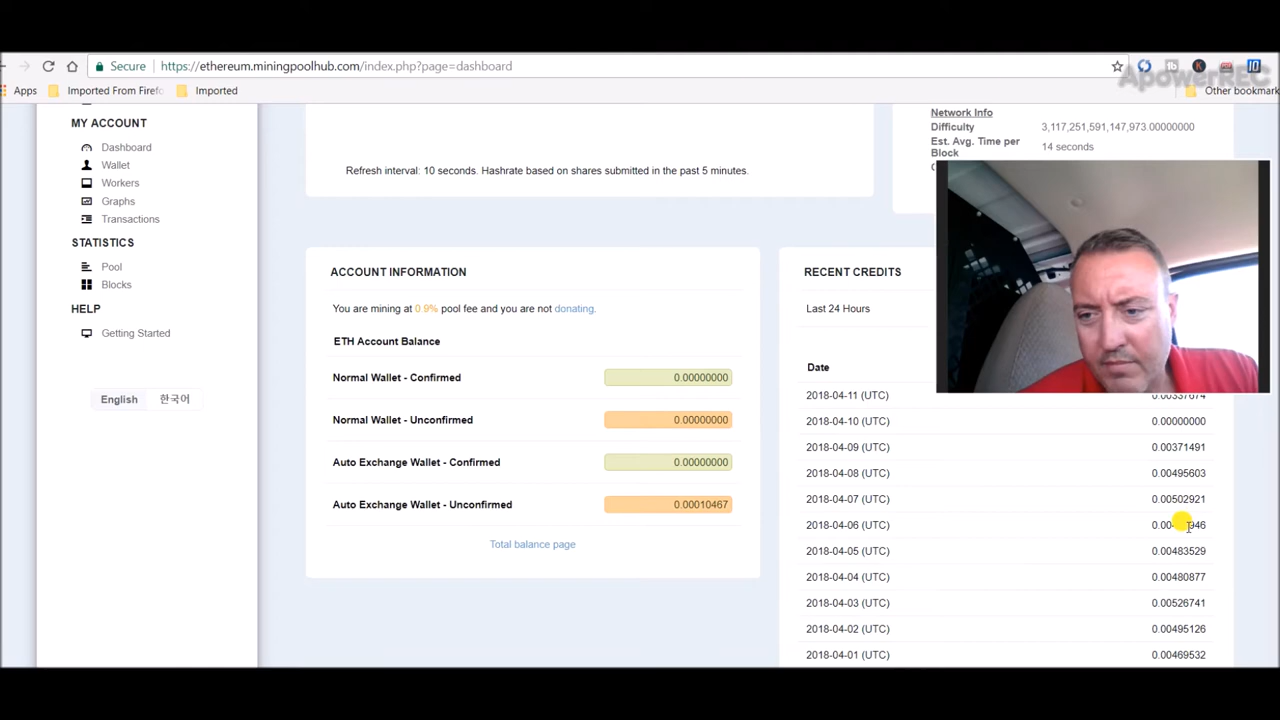 ApowerREC
Secure https://ethereum.miningpoolhub.com/index.php?page=dashboard
Apps Imported From Firefo Imported Other bookmark
MY ACCOUNT
Dashboard
Wallet
Workers
Graphs
Transactions
STATISTICS
Pool
Blocks
HELP
Getting Started
English 한국어
Refresh interval: 10 seconds. Hashrate based on shares submitted in the past 5 minutes.
Network Info
Difficulty 3,117,251,591,147,973.00000000
Est. Avg. Time per Block 14 seconds
ACCOUNT INFORMATION
You are mining at 0.9% pool fee and you are not donating.
ETH Account Balance
Normal Wallet - Confirmed 0.00000000
Normal Wallet - Unconfirmed 0.00000000
Auto Exchange Wallet - Confirmed 0.00000000
Auto Exchange Wallet - Unconfirmed 0.00010467
Total balance page
RECENT CREDITS
Last 24 Hours
Date
2018-04-11 (UTC) 0.00337674
2018-04-10 (UTC) 0.00000000
2018-04-09 (UTC) 0.00371491
2018-04-08 (UTC) 0.00495603
2018-04-07 (UTC) 0.00502921
2018-04-06 (UTC)
2018-04-05 (UTC) 0.00483529
2018-04-04 (UTC) 0.00480877
2018-04-03 (UTC) 0.00526741
2018-04-02 (UTC) 0.00495126
2018-04-01 (UTC) 0.00469532